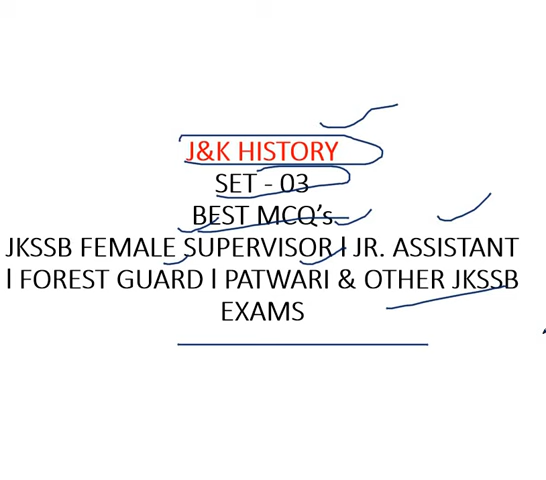 J&K HISTORY
SET - 03
BEST MCQ's
JKSSB FEMALE SUPERVISOR l JR. ASSISTANT
l FOREST GUARD l PATWARI & OTHER JKSSB
EXAMS